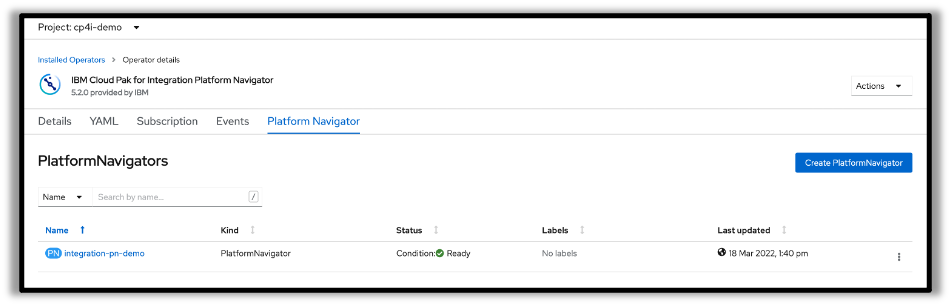 Project: cp4i-demo
Installed Operators > Operator details
IBM Cloud Pak for Integration Platform Navigator
5.2.0 provided by IBM
Actions
Details YAML Subscription Events Platform Navigator
PlatformNavigators
Create PlatformNavigator
Name Search by name... /
Name Kind Status Labels Last updated
PN integration-pn-demo PlatformNavigator Condition: Ready No labels 18 Mar 2022, 1:40 pm